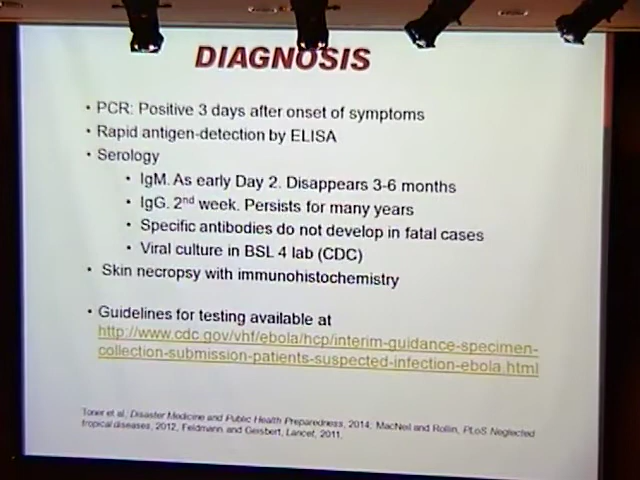 DIAGNOSIS
• PCR: Positive 3 days after onset of symptoms
• Rapid antigen-detection by ELISA
• Serology
• IgM. As early Day 2. Disappears 3-6 months
• IgG. 2nd week. Persists for many years
• Specific antibodies do not develop in fatal cases
• Viral culture in BSL 4 lab (CDC)
• Skin necropsy with immunohistochemistry
• Guidelines for testing available at
http://www.cdc.gov/vhf/ebola/hcp/interim-guidance-specimen-
collection-submission-patients-suspected-infection-ebola.html
Toner et al, Disaster Medicine and Public Health Preparedness, 2014; MacNeil and Rollin, PLoS Neglected
tropical diseases, 2012, Feldmann and Geisbert, Lancet, 2011.